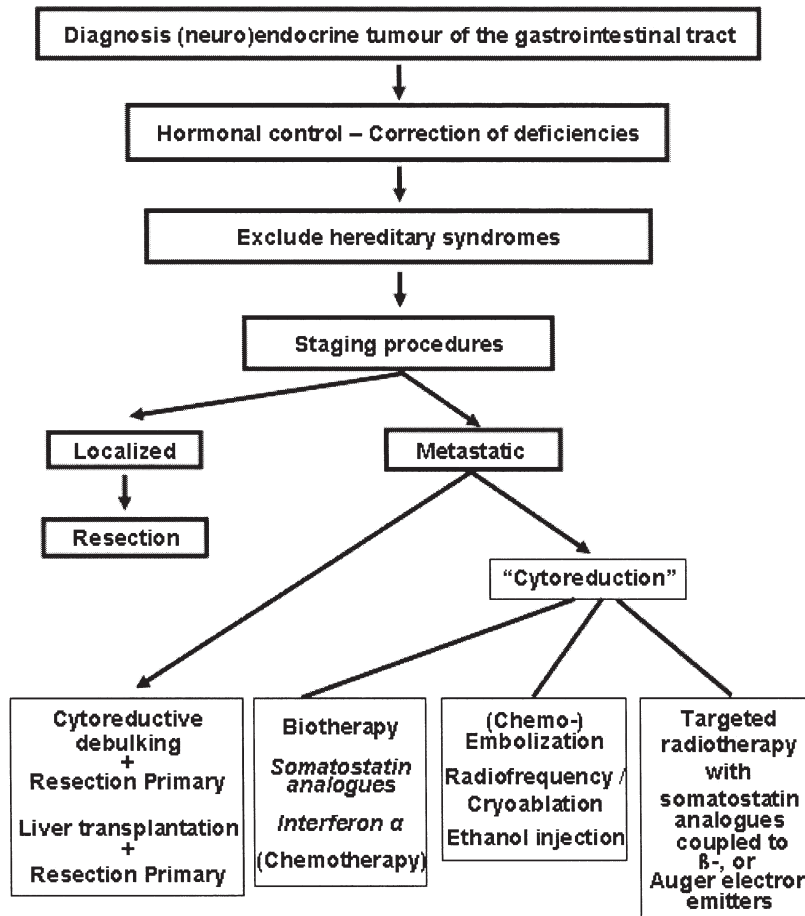 Diagnosis (neuro)endocrine tumour of the gastrointestinal tract
Hormonal control – Correction of deficiencies
Exclude hereditary syndromes
Staging procedures
Localized
Metastatic
Resection
“Cytoreduction”
Cytoreductive
debulking
+
Resection Primary
Liver transplantation
+
Resection Primary
Biotherapy
Somatostatin
analogues
Interferon α
(Chemotherapy)
(Chemo-)
Embolization
Radiofrequency /
Cryoablation
Ethanol injection
Targeted
radiotherapy
with
somatostatin
analogues
coupled to
ß-, or
Auger electron
emitters